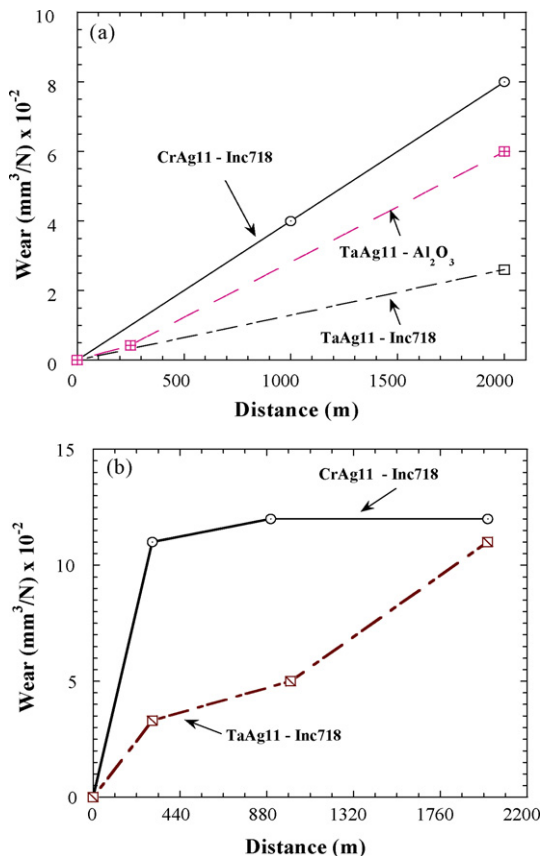 (a)
10
8
6
4
2
0
Wear (mm³/N) x 10⁻²
CrAg11 - Inc718
TaAg11 - Al₂O₃
TaAg11 - Inc718
0 500 1000 1500 2000
Distance (m)
(b)
15
10
5
0
Wear (mm³/N) x 10⁻²
CrAg11 - Inc718
TaAg11 - Inc718
0 440 880 1320 1760 2200
Distance (m)